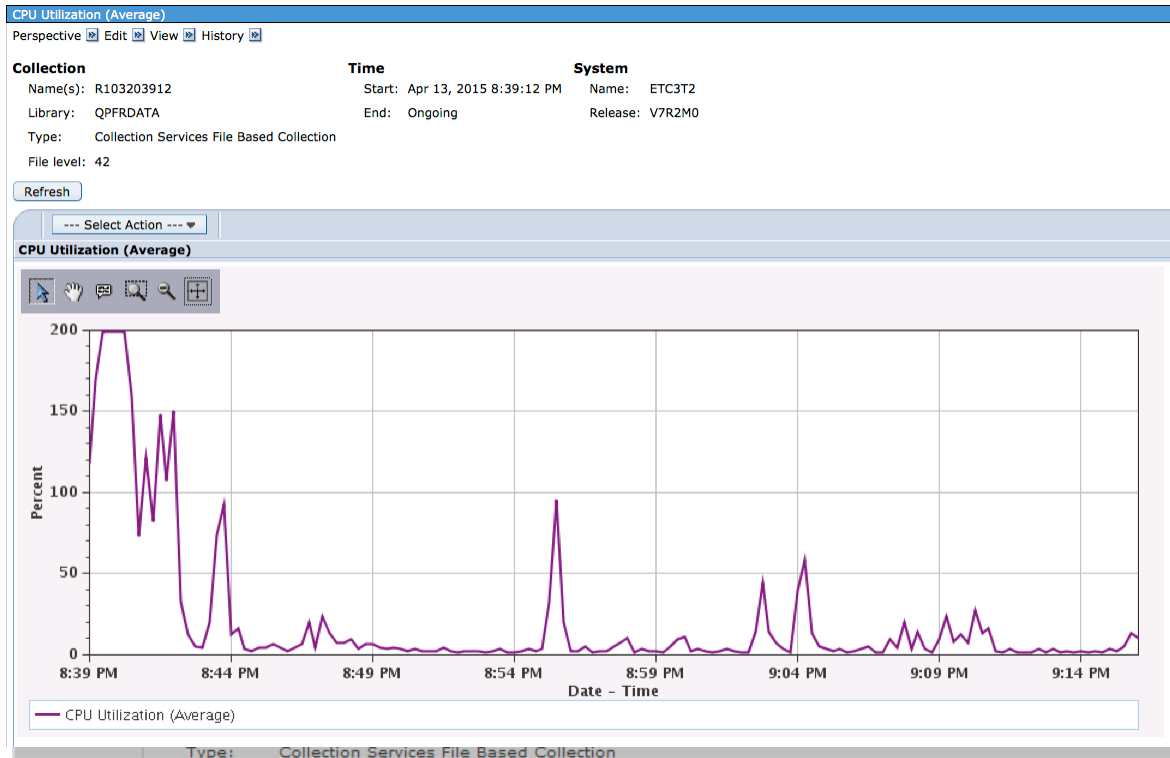 CPU Utilization (Average)
Perspective Edit View History
Collection Time System
Name(s): R103203912 Start: Apr 13, 2015 8:39:12 PM Name: ETC3T2
Library: QPFRDATA End: Ongoing Release: V7R2M0
Type: Collection Services File Based Collection
File level: 42
Refresh
--- Select Action ---
CPU Utilization (Average)
200
150
100
50
0
Percent
8:39 PM 8:44 PM 8:49 PM 8:54 PM 8:59 PM 9:04 PM 9:09 PM 9:14 PM
Date - Time
CPU Utilization (Average)
Type: Collection Services File Based Collection